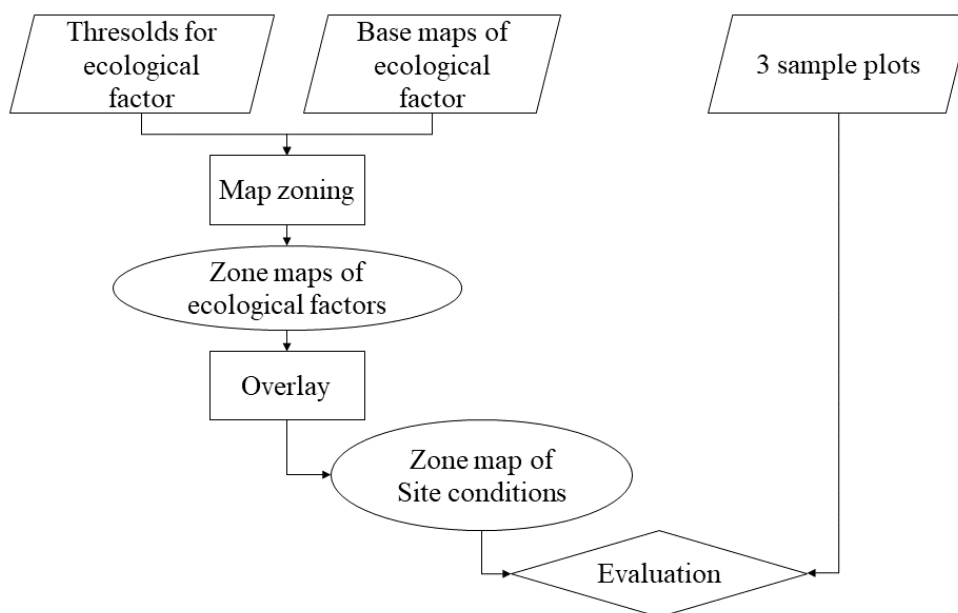 Thresolds for
ecological
factor
Base maps of
ecological
factor
3 sample plots
Map zoning
Zone maps of
ecological factors
Overlay
Zone map of
Site conditions
Evaluation